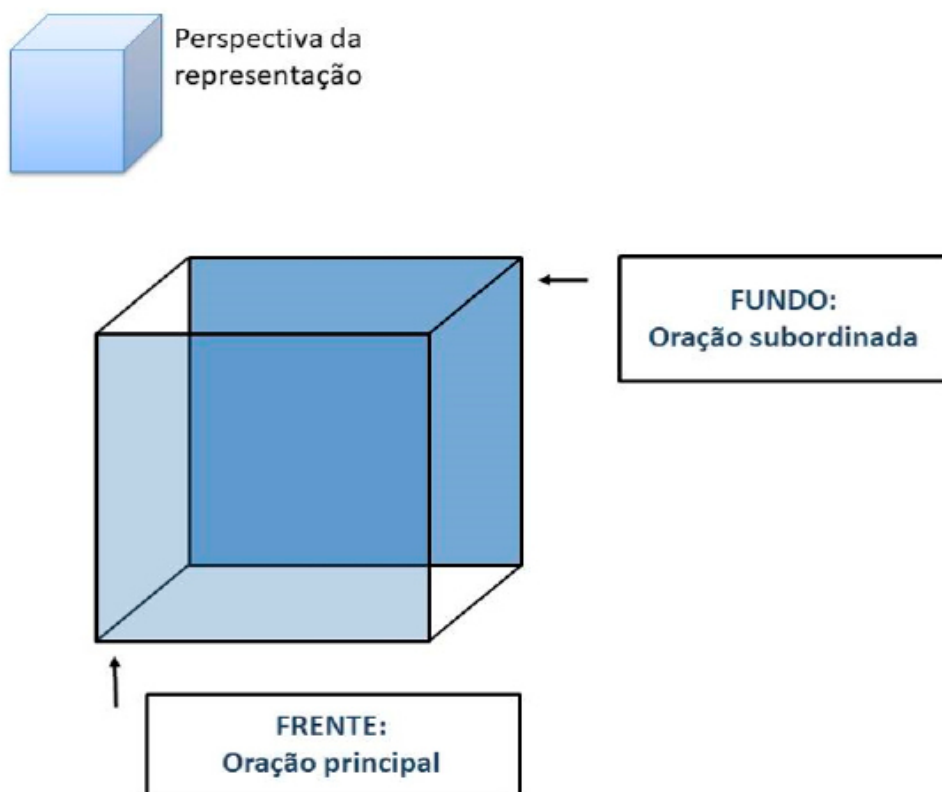 Perspectiva da
representação
FUNDO:
Oração subordinada
FRENTE:
Oração principal